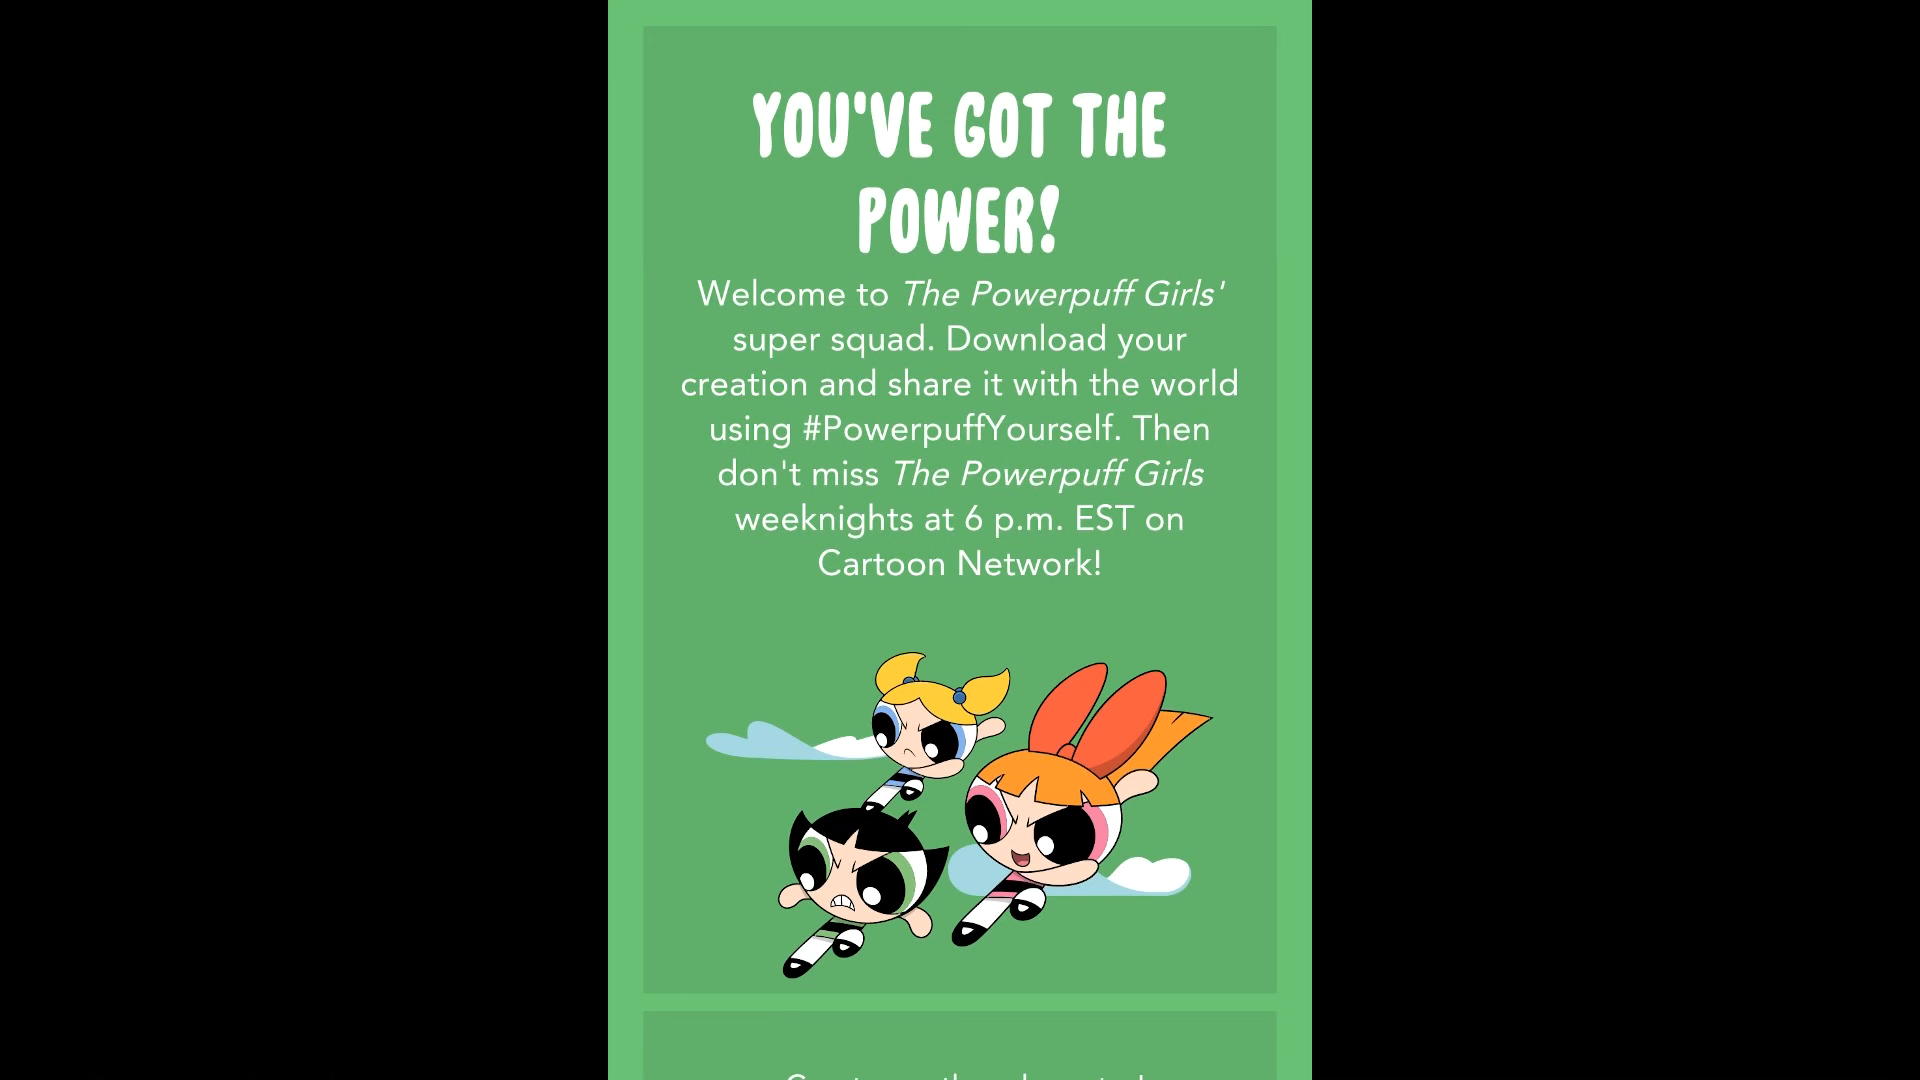 YOU'VE GOT THE
POWER!
Welcome to The Powerpuff Girls'
super squad. Download your
creation and share it with the world
using #PowerpuffYourself. Then
don't miss The Powerpuff Girls
weeknights at 6 p.m. EST on
Cartoon Network!